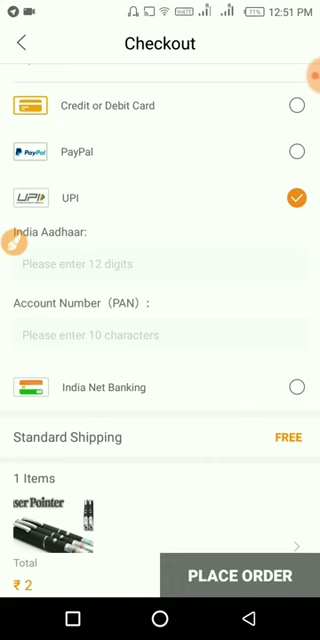 VoLTE
71%
12:51 PM
Checkout
Credit or Debit Card
PayPal
PayPal
UPI
UPI
India Aadhaar:
Please enter 12 digits
Account Number（PAN）:
Please enter 10 characters
India Net Banking
Standard Shipping
FREE
1 Items
ser Pointer
Total
₹ 2
PLACE ORDER